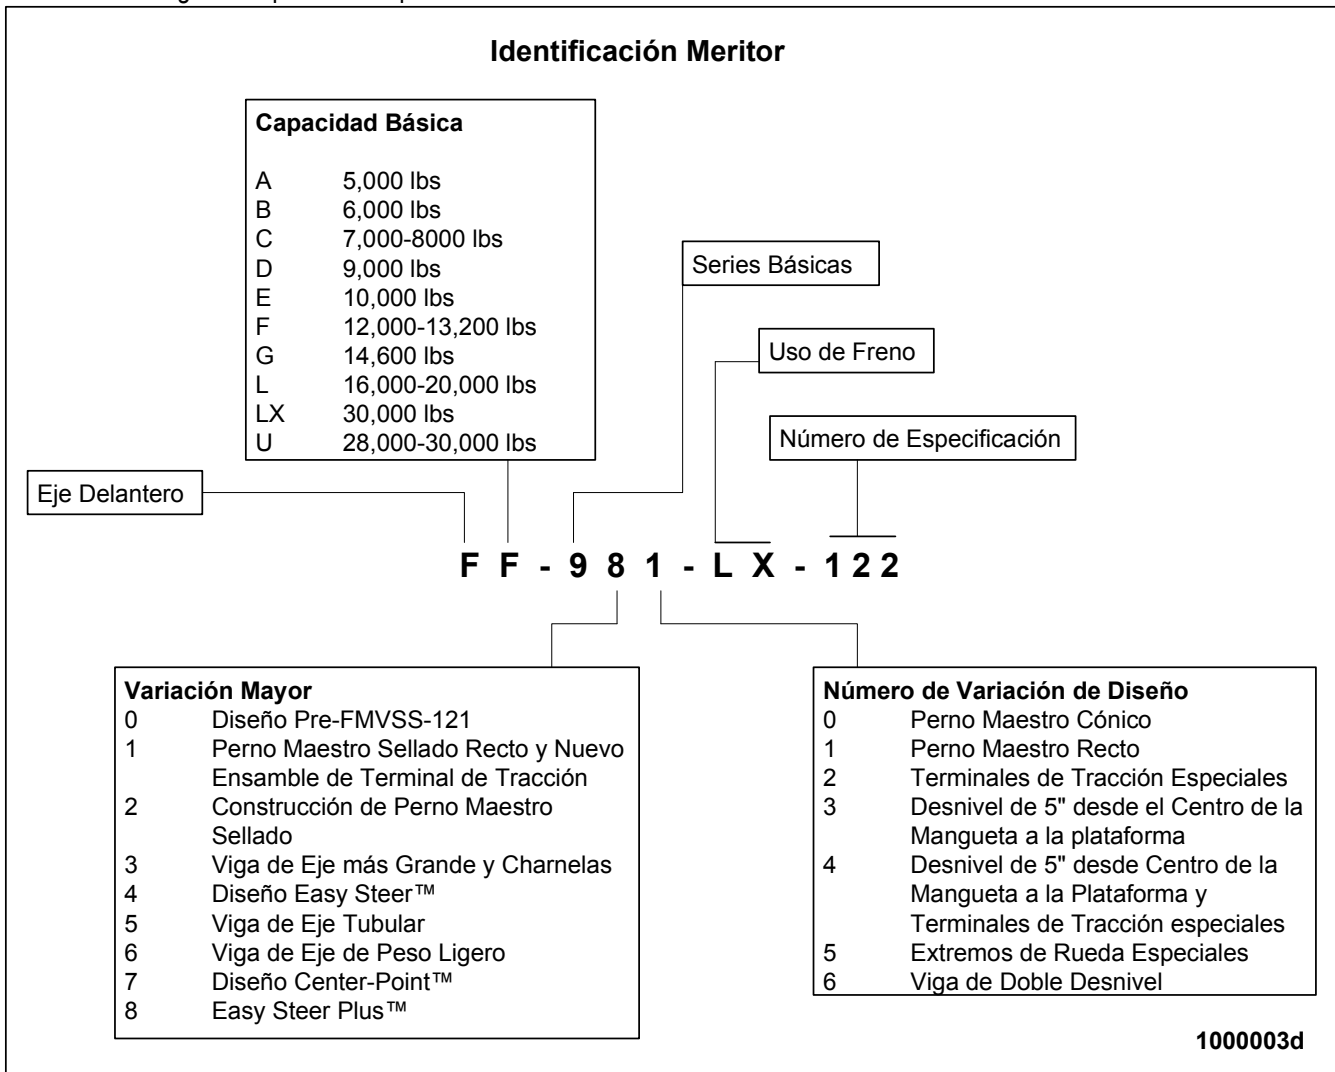 Identificación Meritor
Capacidad Básica
A 5,000 lbs
B 6,000 lbs
C 7,000-8000 lbs
D 9,000 lbs
E 10,000 lbs
F 12,000-13,200 lbs
G 14,600 lbs
L 16,000-20,000 lbs
LX 30,000 lbs
U 28,000-30,000 lbs
Series Básicas
Uso de Freno
Número de Especificación
Eje Delantero
F F - 9 8 1 - L X - 1 2 2
Variación Mayor
0 Diseño Pre-FMVSS-121
1 Perno Maestro Sellado Recto y Nuevo
Ensamble de Terminal de Tracción
2 Construcción de Perno Maestro
Sellado
3 Viga de Eje más Grande y Charnelas
4 Diseño Easy Steer™
5 Viga de Eje Tubular
6 Viga de Eje de Peso Ligero
7 Diseño Center-Point™
8 Easy Steer Plus™
Número de Variación de Diseño
0 Perno Maestro Cónico
1 Perno Maestro Recto
2 Terminales de Tracción Especiales
3 Desnivel de 5" desde el Centro de la
Mangueta a la plataforma
4 Desnivel de 5" desde Centro de la
Mangueta a la Plataforma y
Terminales de Tracción especiales
5 Extremos de Rueda Especiales
6 Viga de Doble Desnivel
1000003d